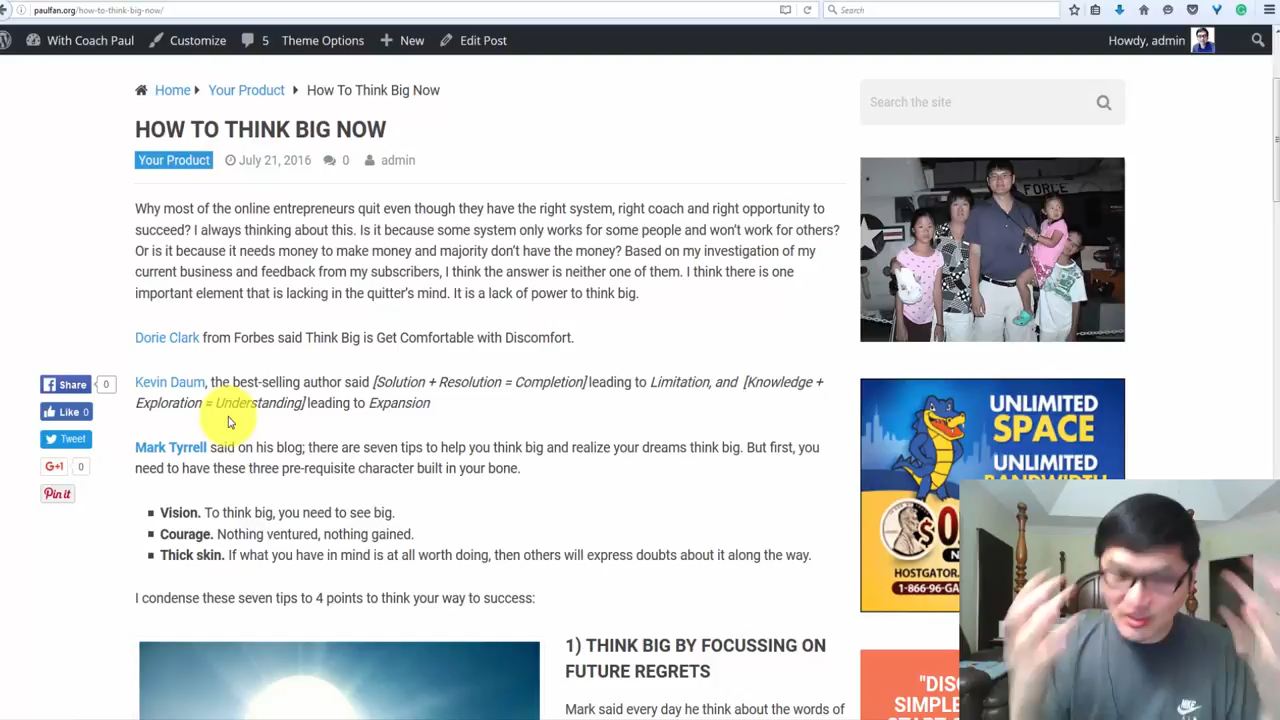 paulfan.org/how-to-think-big-now/
Search
With Coach Paul
Customize
5
Theme Options
New
Edit Post
Howdy, admin
Home
Your Product
How To Think Big Now
Search the site
HOW TO THINK BIG NOW
Your Product
July 21, 2016
0
admin
Why most of the online entrepreneurs quit even though they have the right system, right coach and right opportunity to
succeed? I always thinking about this. Is it because some system only works for some people and won't work for others?
Or is it because it needs money to make money and majority don't have the money? Based on my investigation of my
current business and feedback from my subscribers, I think the answer is neither one of them. I think there is one
important element that is lacking in the quitter's mind. It is a lack of power to think big.
FORCE
Dorie Clark from Forbes said Think Big is Get Comfortable with Discomfort.
Share 0
Like 0
Tweet
G+1 0
Pin it
Kevin Daum, the best-selling author said [Solution + Resolution = Completion] leading to Limitation, and [Knowledge +
Exploration = Understanding] leading to Expansion
Mark Tyrrell said on his blog; there are seven tips to help you think big and realize your dreams think big. But first, you
need to have these three pre-requisite character built in your bone.
Vision. To think big, you need to see big.
Courage. Nothing ventured, nothing gained.
Thick skin. If what you have in mind is at all worth doing, then others will express doubts about it along the way.
I condense these seven tips to 4 points to think your way to success:
1) THINK BIG BY FOCUSSING ON
FUTURE REGRETS
Mark said every day he think about the words of
UNLIMITED
SPACE
UNLIMITED
BANDWIDTH
HOSTGATOR.
1-866-96-GA
"DIS
SIMPLE
START